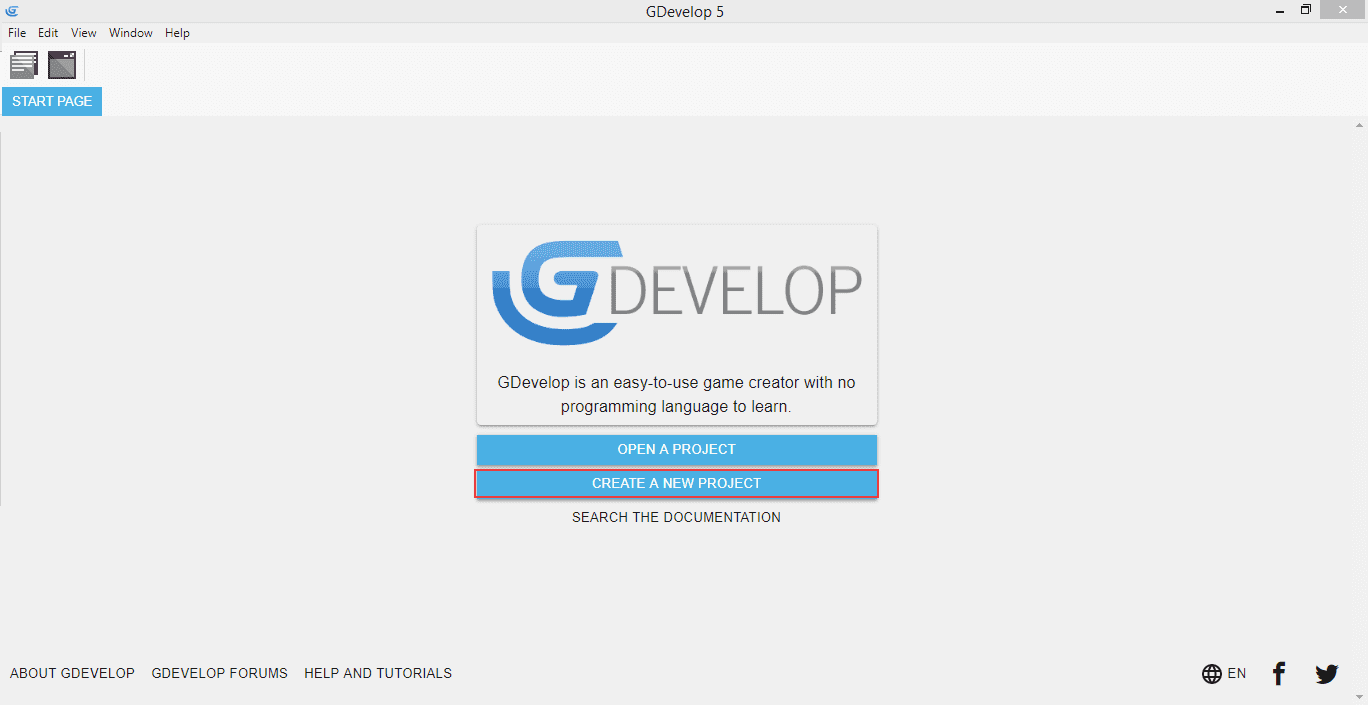 GDevelop 5
File Edit View Window Help
START PAGE
GDEVELOP
GDevelop is an easy-to-use game creator with no
programming language to learn.
OPEN A PROJECT
CREATE A NEW PROJECT
SEARCH THE DOCUMENTATION
ABOUT GDEVELOP GDEVELOP FORUMS HELP AND TUTORIALS EN